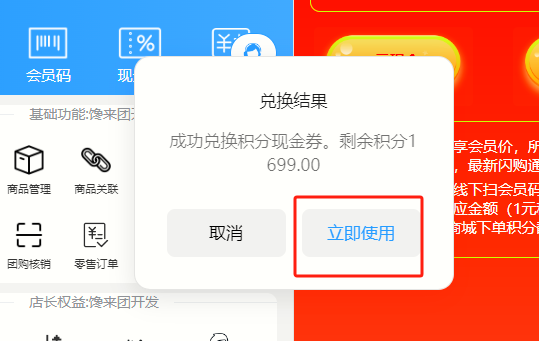 会员码
基础功能:馋来团开
商品管理
商品关联
团购核销
零售订单
店长权益:馋来团开发
兑换结果
成功兑换积分现金券。剩余积分1
699.00
取消
立即使用
享会员价，所
，最新闪购通
线下扫会员码
应金额（1元
商城下单积分